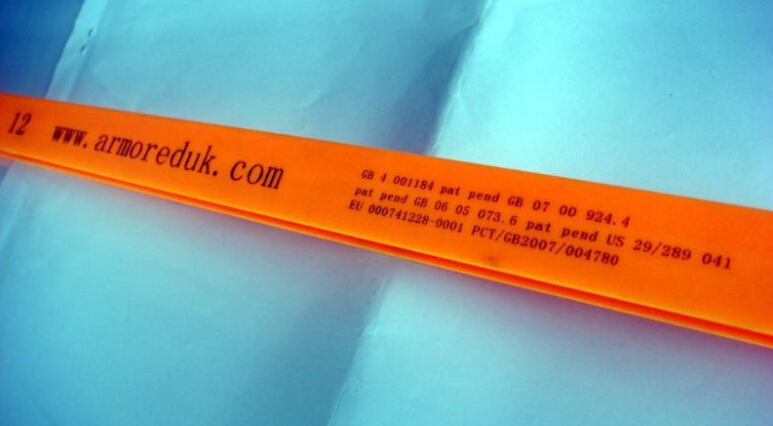 12 www.armoreduk.com
GB 4 001184 pat pend GB 07 00 924.4
pat pend GB 06 05 073.6 pat pend US 29/289 041
EU 000741228-0001 PCT/GB2007/004780